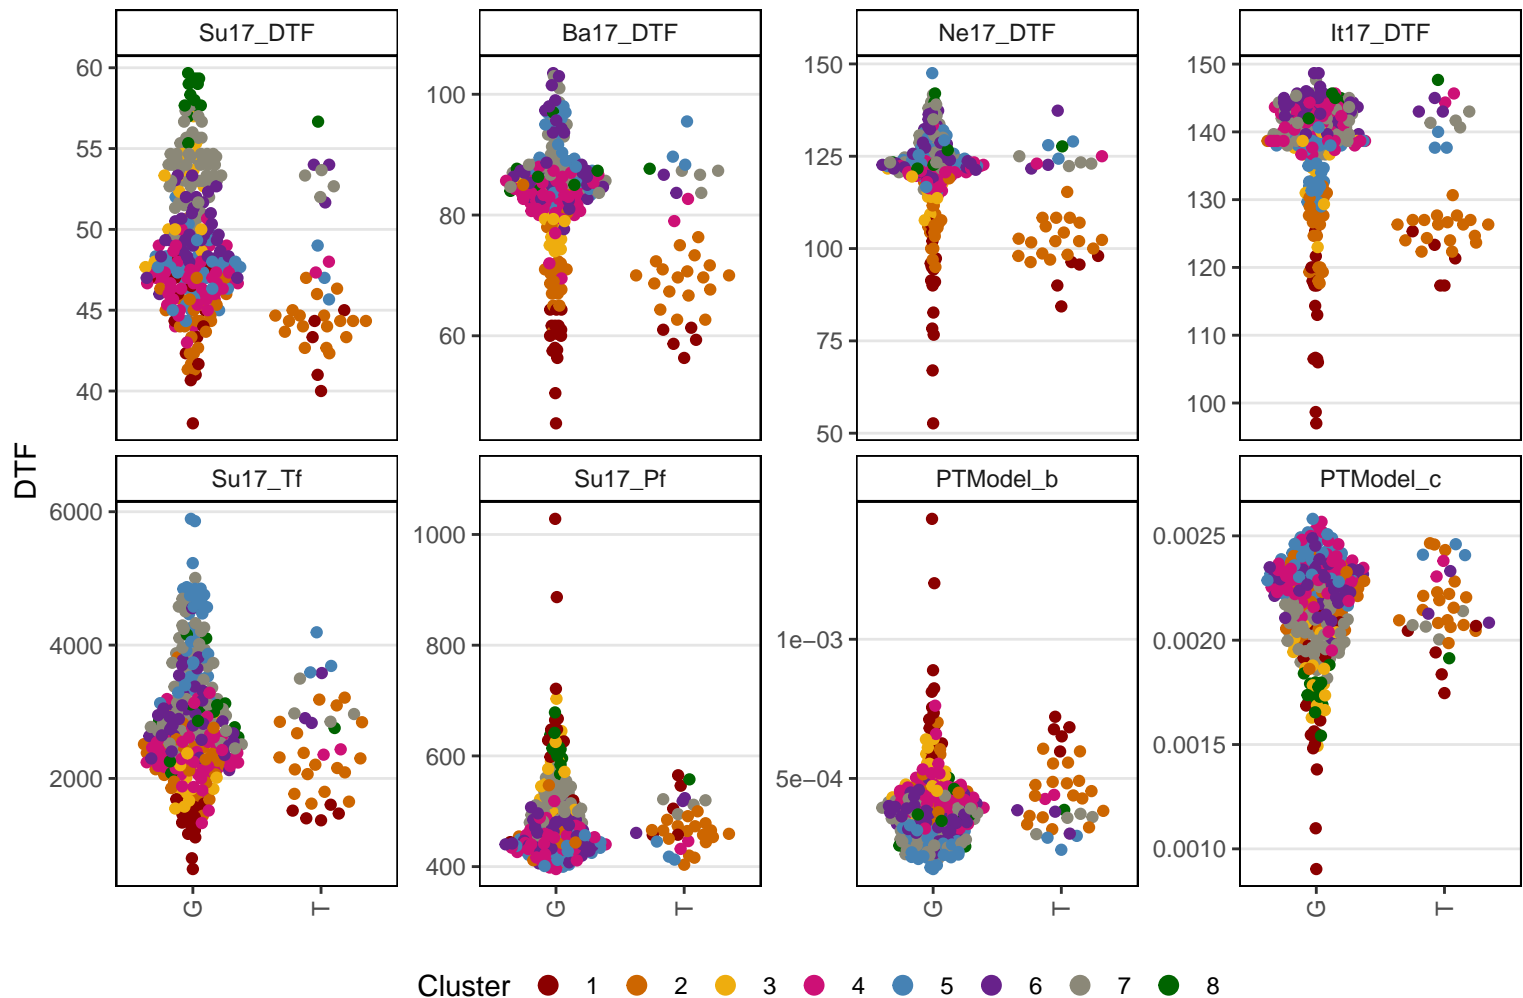 Su17_DTF
Ba17_DTF
Ne17_DTF
It17_DTF
60
55
50
45
40
100
80
60
150
125
100
75
50
150
140
130
120
110
100
DTF
Su17_Tf
Su17_Pf
PTModel_b
PTModel_c
6000
4000
2000
1000
800
600
400
1e−03
5e−04
0.0025
0.0020
0.0015
0.0010
G T
G T
G T
G T
Cluster 1 2 3 4 5 6 7 8